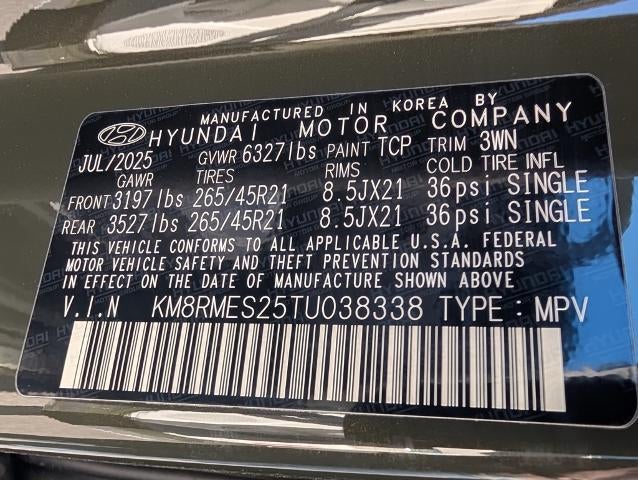 MANUFACTURED IN KOREA BY
HYUNDAI MOTOR COMPANY
JUL/2025 GVWR 6327lbs PAINT TCP TRIM 3WN
GAWR TIRES RIMS COLD TIRE INFL
FRONT 3197lbs 265/45R21 8.5JX21 36psi SINGLE
REAR 3527lbs 265/45R21 8.5JX21 36psi SINGLE
THIS VEHICLE CONFORMS TO ALL APPLICABLE U.S.A. FEDERAL
MOTOR VEHICLE SAFETY AND THEFT PREVENTION STANDARDS
IN EFFECT ON THE DATE OF MANUFACTURE SHOWN ABOVE
V.I.N KM8RMES25TU038338 TYPE : MPV